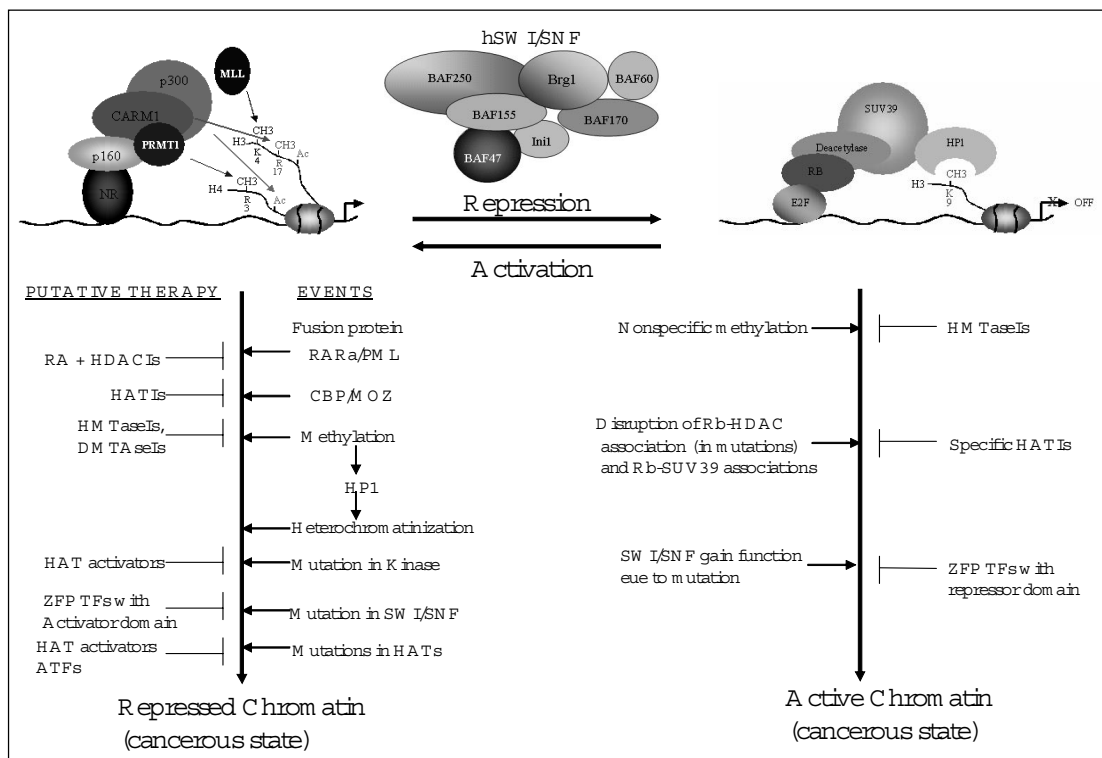 hSWI/SNF
p300
MLL
CARM1
PRMT1
p160
NR
CH3
H3
K
4
CH3
R
17
Ac
H4
CH3
R
3
Ac
BAF250
Brg1
BAF60
BAF155
BAF170
Ini1
BAF47
Repression
Activation
SUV39
Deacetylase
HP1
RB
E2F
CH3
H3
K
9
X
OFF
PUTATIVE THERAPY
EVENTS
Fusion protein
RARa/PML
RA + HDACIs
HATIs
CBP/MOZ
HMTaseIs,
DMTAseIs
Methylation
HP1
Heterochromatinization
HAT activators
Mutation in Kinase
ZFP TFs with
Activator domain
Mutation in SWI/SNF
HAT activators
ATFs
Mutations in HATs
Repressed Chromatin
(cancerous state)
Nonspecific methylation
HMTaseIs
Disruption of Rb-HDAC
association (in mutations)
and Rb-SUV39 associations
Specific HATIs
SWI/SNF gain function
eue to mutation
ZFP TFs with
repressor domain
Active Chromatin
(cancerous state)